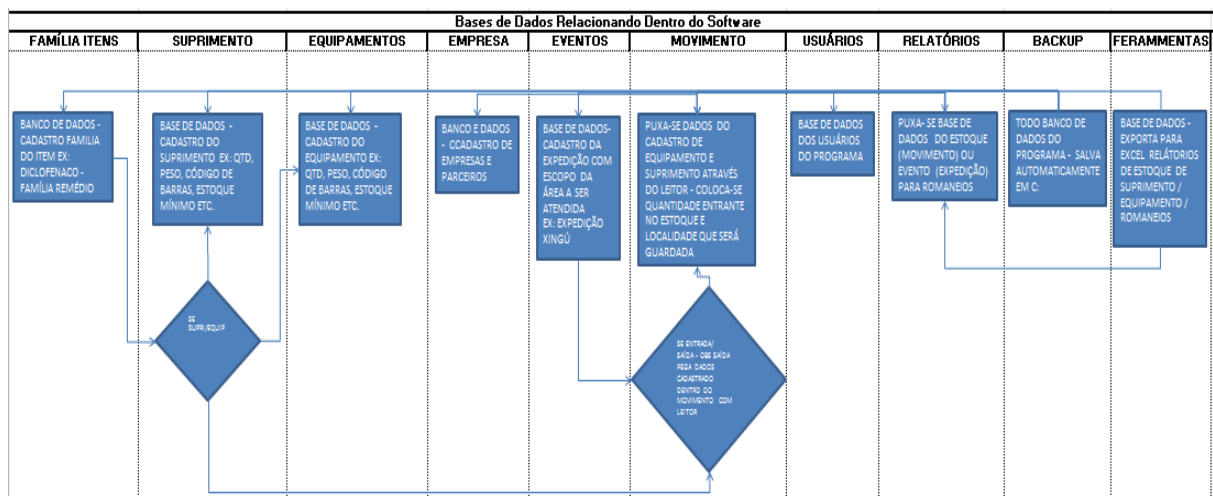 Bases de Dados Relacionando Dentro do Software
FAMÍLIA ITENS
SUPRIMENTO
EQUIPAMENTOS
EMPRESA
EVENTOS
MOVIMENTO
USUÁRIOS
RELATÓRIOS
BACKUP
FERAMMENTAS
BANCO DE DADOS -
CADASTRO FAMILIA
DO ITEM EX:
DICLOFENACO -
FAMÍLIA REMÉDIO
BASE DE DADOS -
CADASTRO DO
SUPRIMENTO EX: QTD,
PESO, CÓDIGO DE
BARRAS, ESTOQUE
MÍNIMO ETC.
BASE DE DADOS -
CADASTRO DO
EQUIPAMENTO EX:
QTD, PESO, CÓDIGO
DE BARRAS, ESTOQUE
MÍNIMO ETC.
BANCO E DADOS
- CCADASTRO DE
EMPRESAS E
PARCEIROS
BASE DE DADOS-
CADASTRO DA
EXPEDIÇÃO COM
ESCOPO DA
ÁREA A SER
ATENDIDA
EX: EXPEDIÇÃO
XINGÚ
PUXA-SE DADOS DO
CADASTRO DE
EQUIPAMENTO E
SUPRIMENTO ATRAVÉS
DO LEITOR - COLOCA-SE
QUANTIDADE ENTRANTE
NO ESTOQUE E
LOCALIDADE QUE SERÁ
GUARDADA
BASE DE DADOS
DOS USUÁRIOS
DO PROGRAMA
PUXA- SE BASE DE
DADOS DO ESTOQUE
(MOVIMENTO) OU
EVENTO (EXPEDIÇÃO)
PARA ROMANEIOS
TODO BANCO DE
DADOS DO
PROGRAMA - SALVA
AUTOMATICAMENTE
EM C:
BASE DE DADOS -
EXPORTA PARA
EXCEL RELÁTORIOS
DE ESTOQUE DE
SUPRIMENTO /
EQUIPAMENTO /
ROMANEIOS
SE
SUPRI/EQUIP
SE ENTRADA/
SAÍDA - OBS SAÍDA
PEGA DADOS
CADASTRADO
DENTRO DO
MOVIMENTO COM
LEITOR